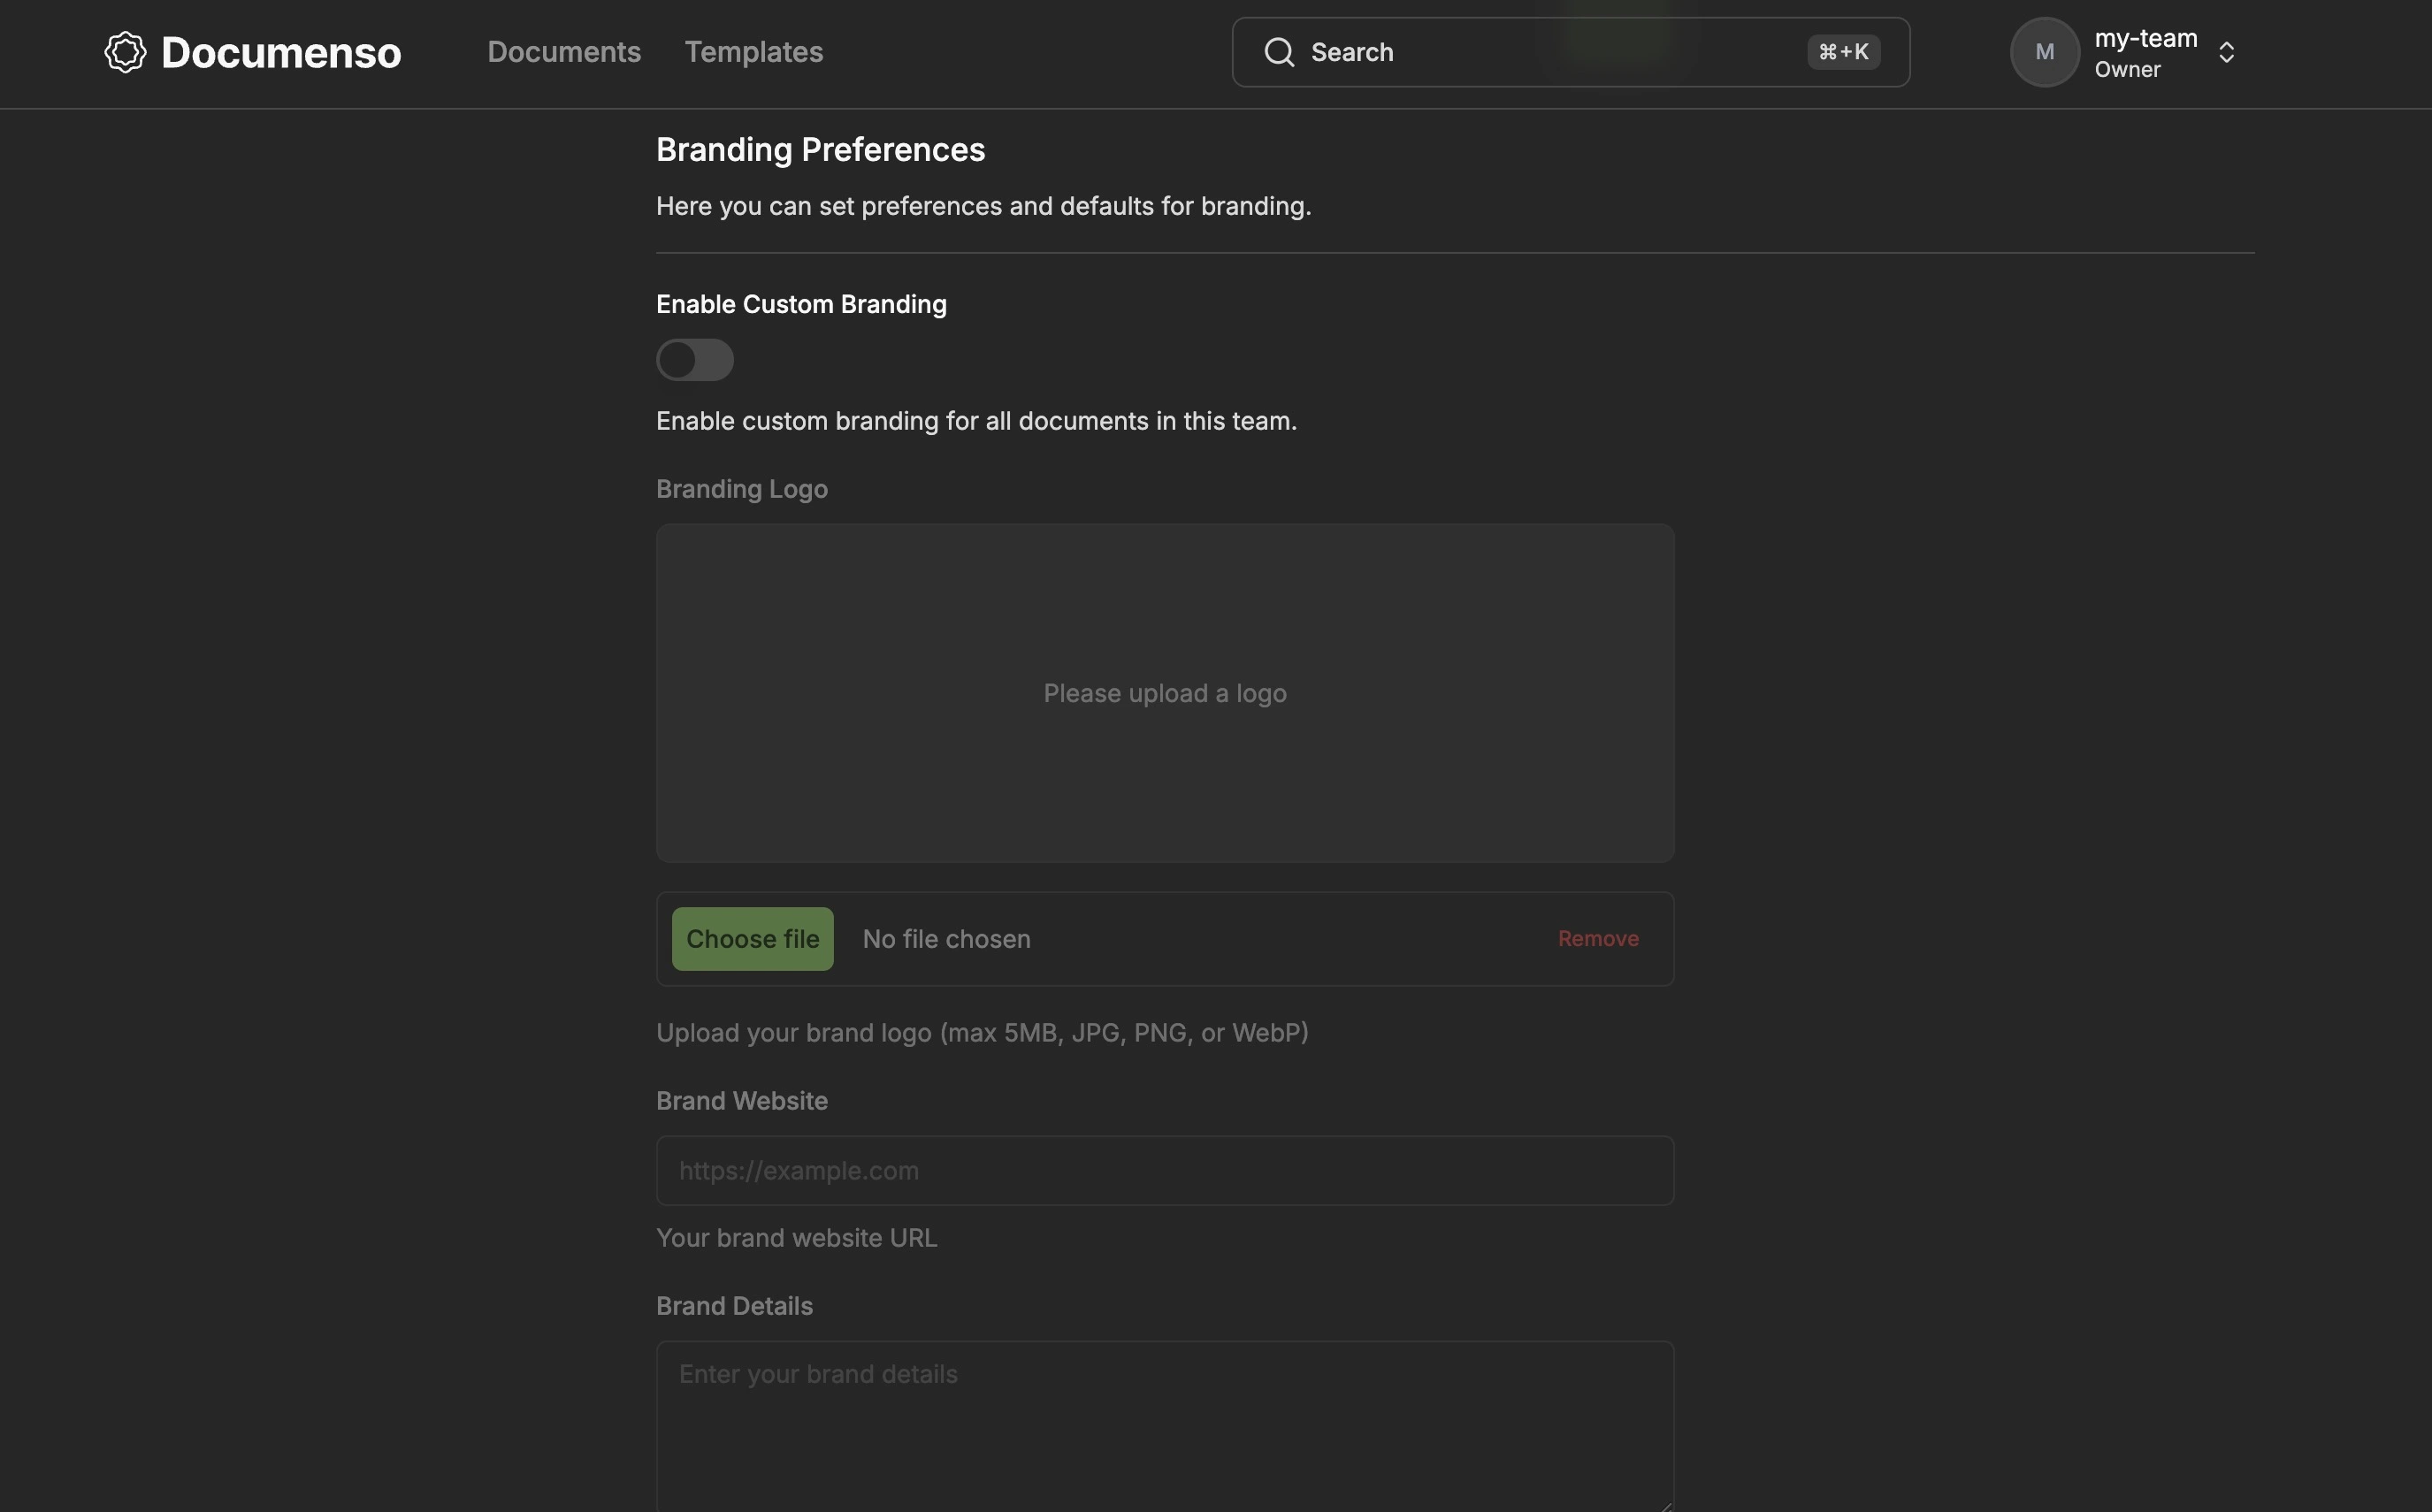 Documenso
Documents
Templates
Search
⌘+K
M
my-team
Owner
Branding Preferences
Here you can set preferences and defaults for branding.
Enable Custom Branding
Enable custom branding for all documents in this team.
Branding Logo
Please upload a logo
Choose file
No file chosen
Remove
Upload your brand logo (max 5MB, JPG, PNG, or WebP)
Brand Website
https://example.com
Your brand website URL
Brand Details
Enter your brand details